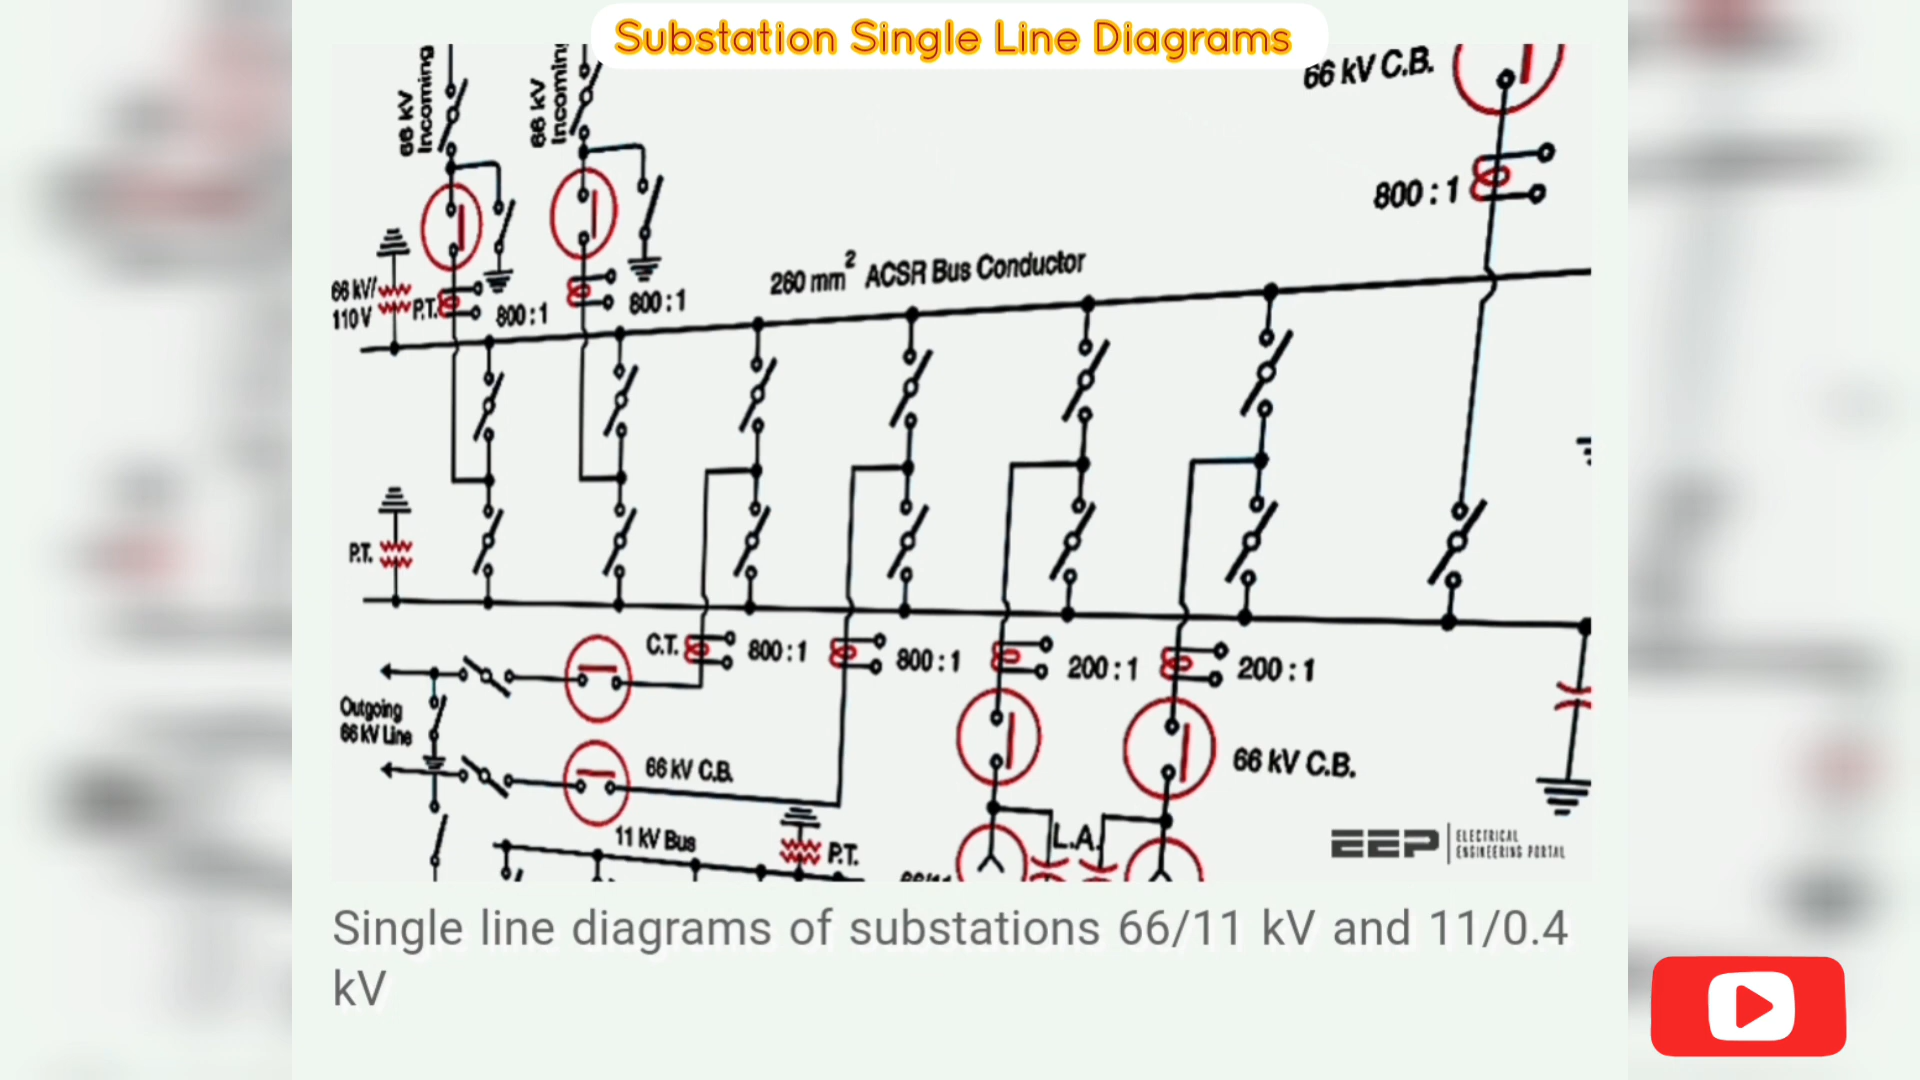 Substation Single Line Diagrams
66 kV
Incoming
66 kV
Incoming
66 kV C.B.
800 : 1
260 mm² ACSR Bus Conductor
66 kV/
110 V
P.T.
800 : 1
800 : 1
P.T.
C.T.
800 : 1
800 : 1
200 : 1
200 : 1
Outgoing
66 kV Line
66 kV C.B.
66 kV C.B.
11 kV Bus
P.T.
L.A.
66/11
EEP
ELECTRICAL
ENGINEERING PORTAL
Single line diagrams of substations 66/11 kV and 11/0.4
kV